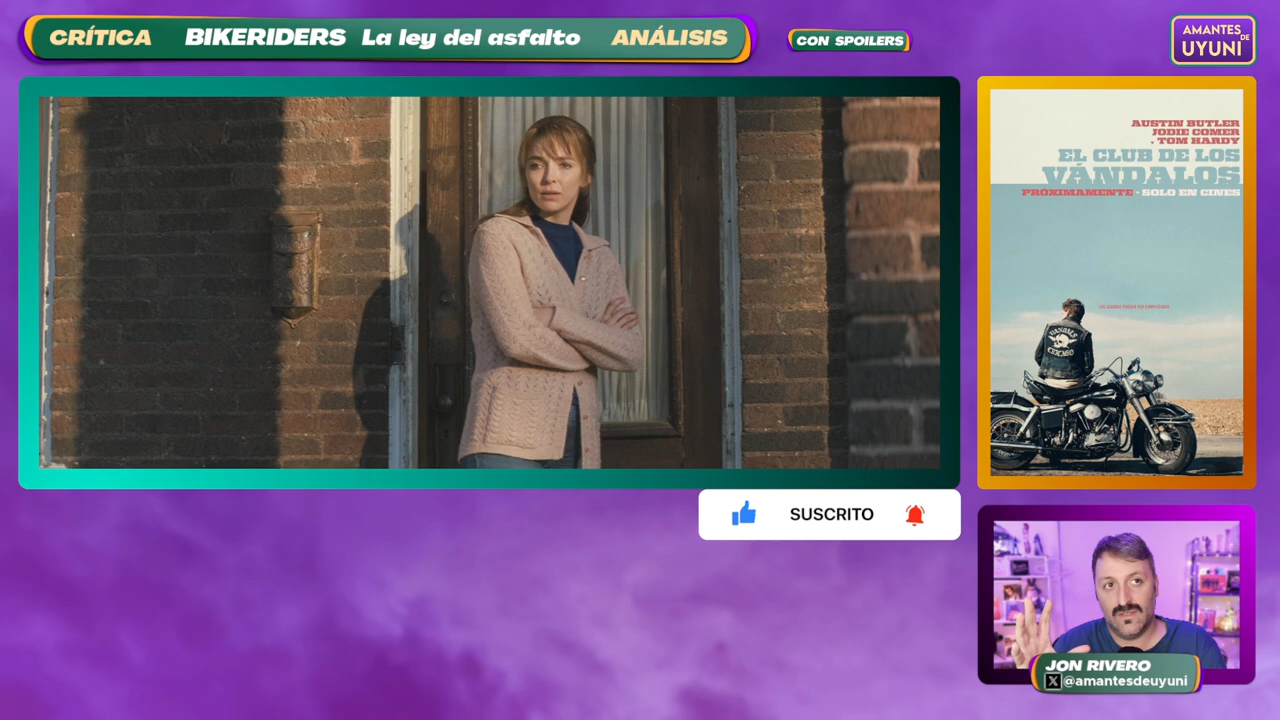 CRÍTICA BIKERIDERS La ley del asfalto ANÁLISIS
CON SPOILERS
AMANTES
DE
UYUNI
AUSTIN BUTLER
JODIE COMER
TOM HARDY
EL CLUB DE LOS
VÁNDALOS
PRÓXIMAMENTE - SOLO EN CINES
VANDALS
CHICAGO
SUSCRITO
JON RIVERO
X @amantesdeuyuni